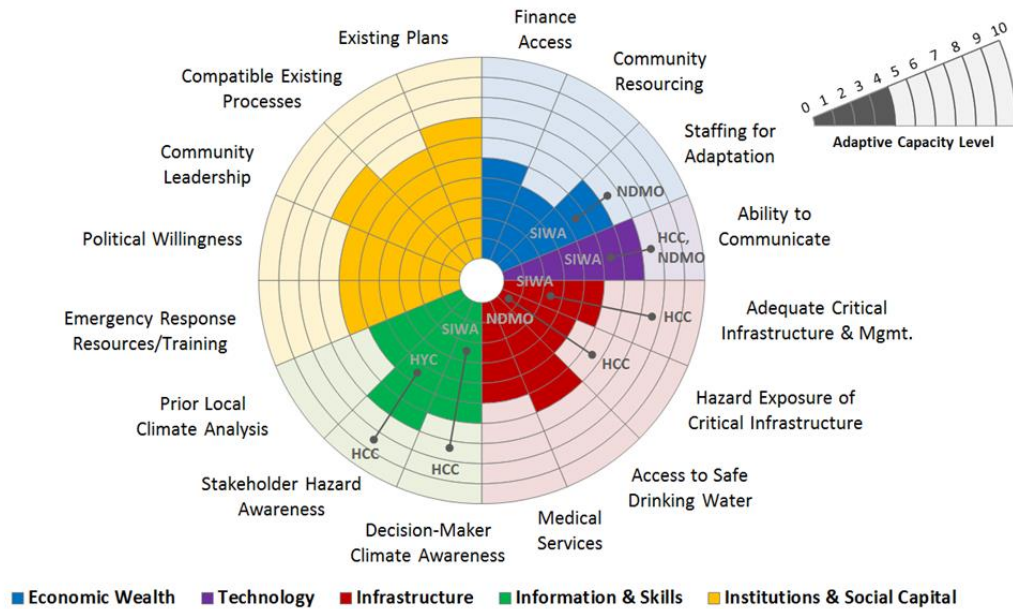 Existing Plans
Finance
Access
Compatible Existing
Processes
Community
Resourcing
0 1 2 3 4 5 6 7 8 9 10
Adaptive Capacity Level
Community
Leadership
Staffing for
Adaptation
NDMO
SIWA
Political Willingness
Ability to
Communicate
HCC,
NDMO
SIWA
SIWA
Emergency Response
Resources/Training
Adequate Critical
Infrastructure & Mgmt.
HCC
NDMO
SIWA
HCC
HYC
Prior Local
Climate Analysis
Hazard Exposure of
Critical Infrastructure
HCC
HCC
Stakeholder Hazard
Awareness
Access to Safe
Drinking Water
Decision-Maker
Climate Awareness
Medical
Services
Economic Wealth Technology Infrastructure Information & Skills Institutions & Social Capital